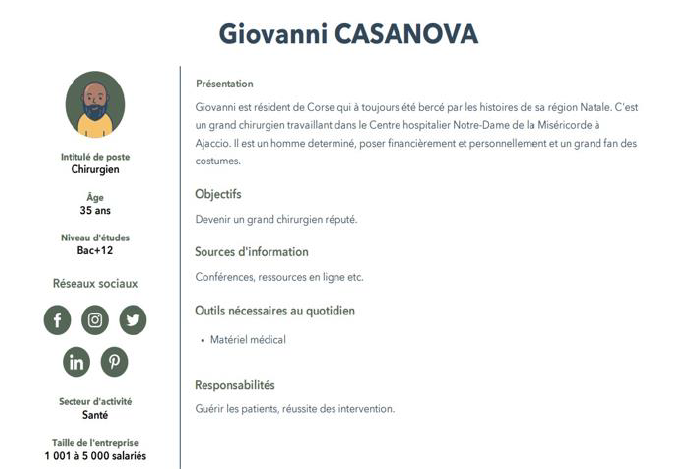 Giovanni CASANOVA
Intitulé de poste
Chirurgien
Âge
35 ans
Niveau d'études
Bac+12
Réseaux sociaux
Secteur d'activité
Santé
Taille de l'entreprise
1 001 à 5 000 salariés
Présentation
Giovanni est résident de Corse qui à toujours été bercé par les histoires de sa région Natale. C'est
un grand chirurgien travaillant dans le Centre hospitalier Notre-Dame de la Miséricorde à
Ajaccio. Il est un homme determiné, poser financièrement et personnellement et un grand fan des
costumes.
Objectifs
Devenir un grand chirurgien réputé.
Sources d'information
Conférences, ressources en ligne etc.
Outils nécessaires au quotidien
• Matériel médical
Responsabilités
Guérir les patients, réussite des intervention.